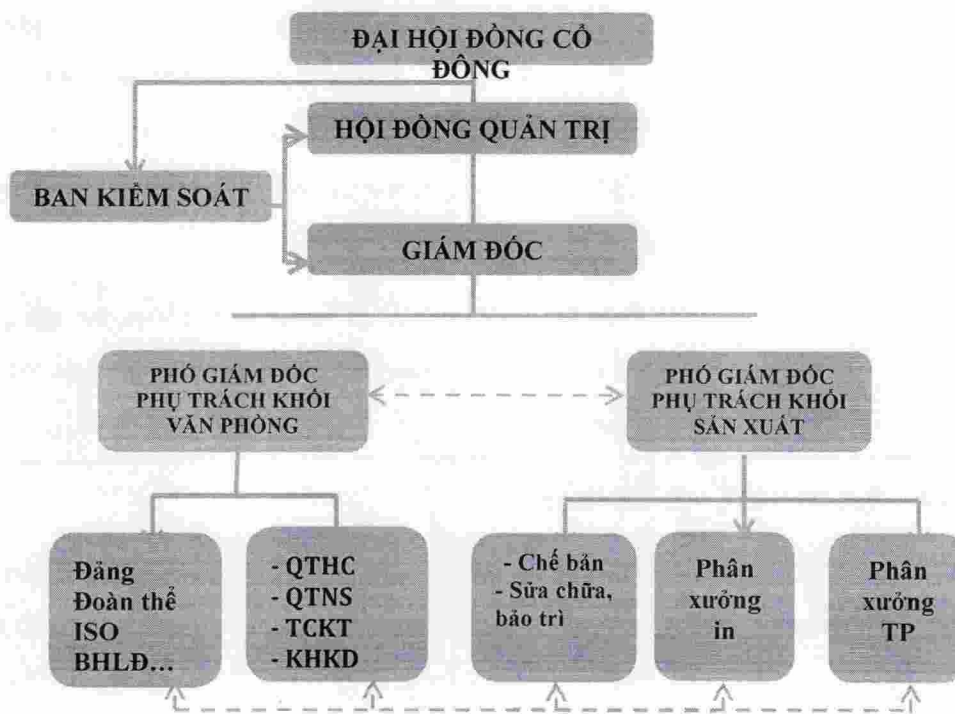 ĐẠI HỘI ĐỒNG CỔ
ĐÔNG
HỘI ĐỒNG QUẢN TRỊ
BAN KIỂM SOÁT
GIÁM ĐỐC
PHÓ GIÁM ĐỐC
PHỤ TRÁCH KHỐI
VĂN PHÒNG
PHÓ GIÁM ĐỐC
PHỤ TRÁCH KHỐI
SẢN XUẤT
Đảng
Đoàn thể
ISO
BHLĐ...
- QTHC
- QTNS
- TCKT
- KHKD
- Chế bản
- Sửa chữa,
bảo trì
Phân
xưởng
in
Phân
xưởng
TP